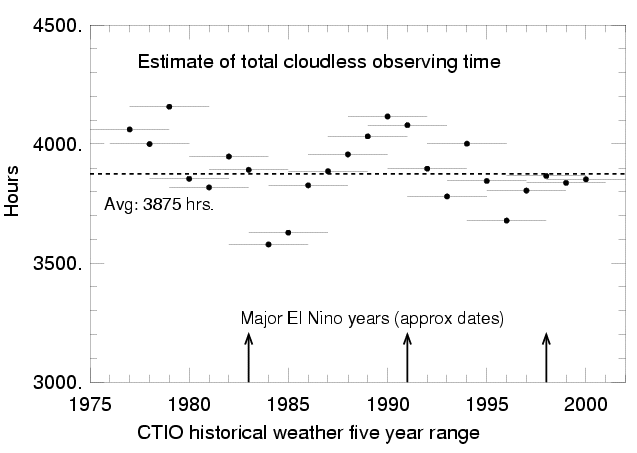 4500.
Estimate of total cloudless observing time
4000.
Hours
Avg: 3875 hrs.
3500.
Major El Nino years (approx dates)
3000.
1975 1980 1985 1990 1995 2000
CTIO historical weather five year range